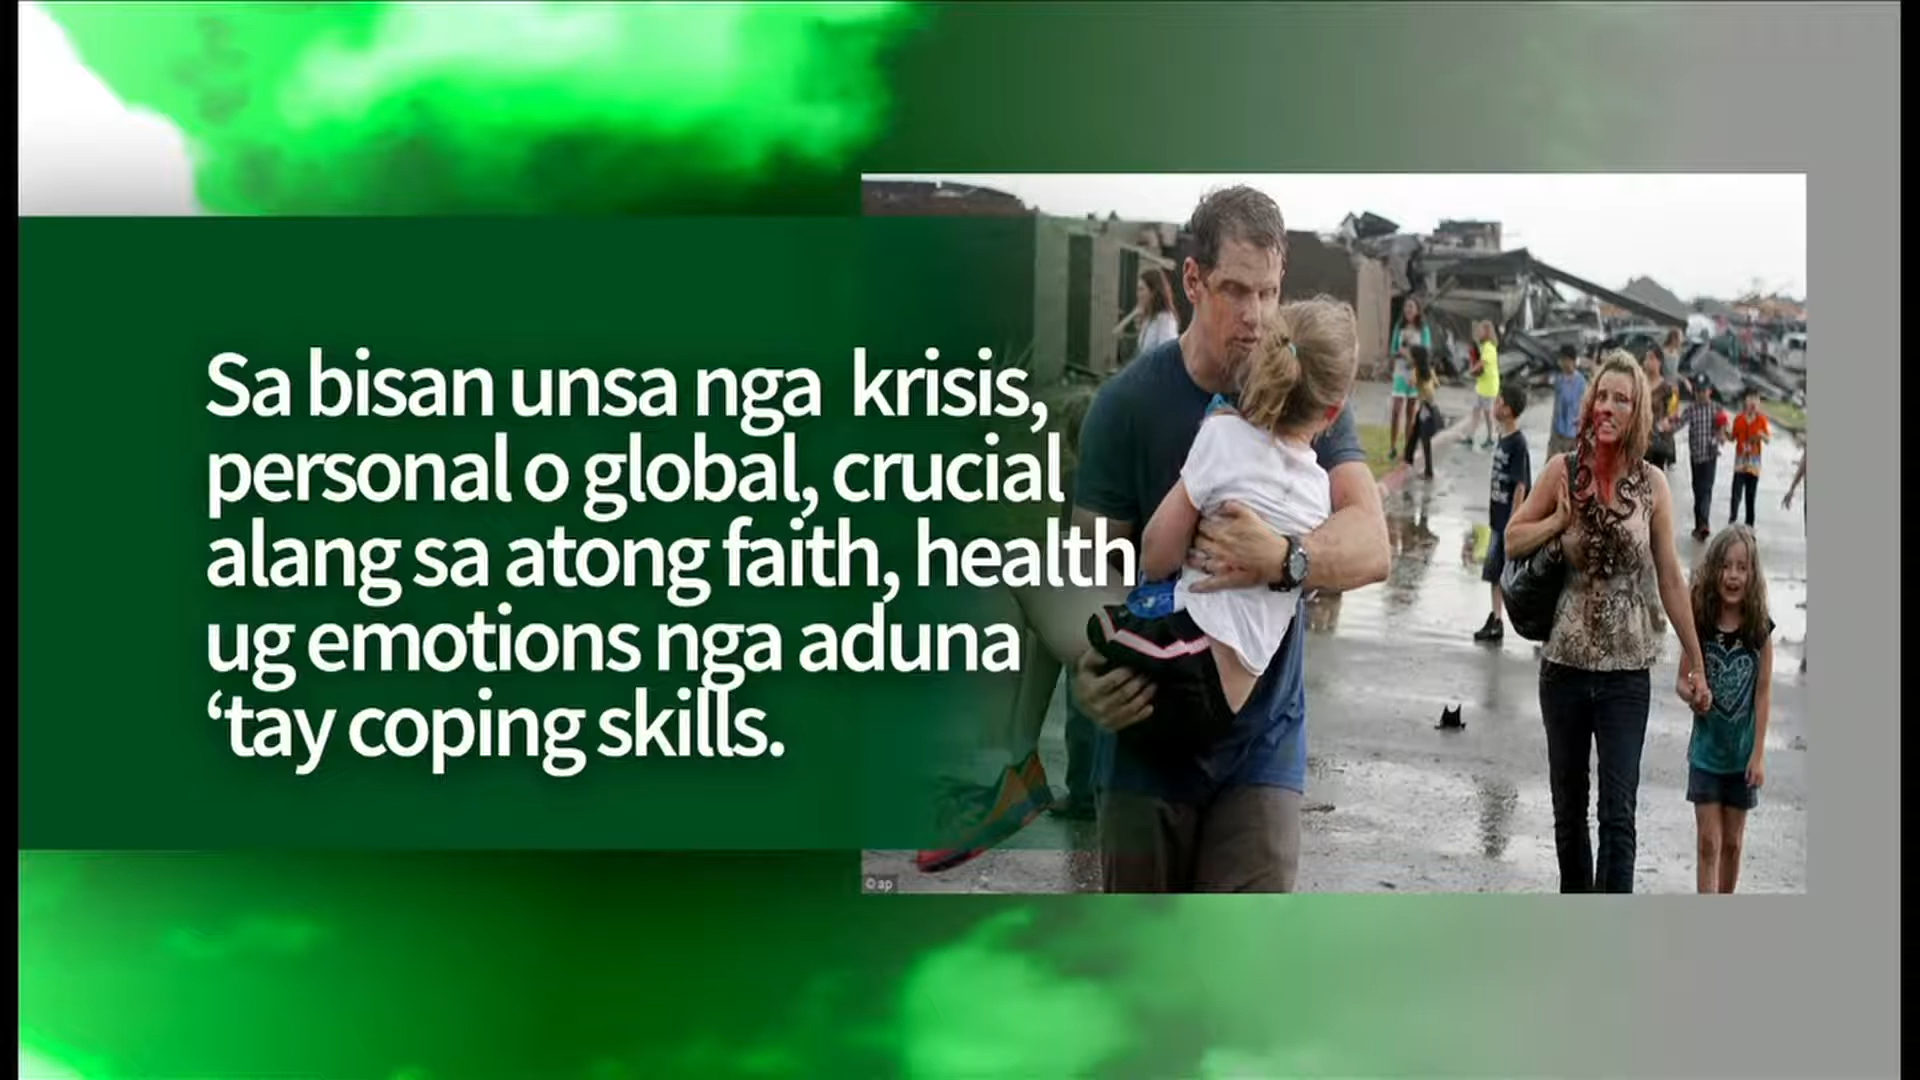 Sa bisan unsa nga krisis,
personal o global, crucial
alang sa atong faith, health
ug emotions nga aduna
‘tay coping skills.
©ap